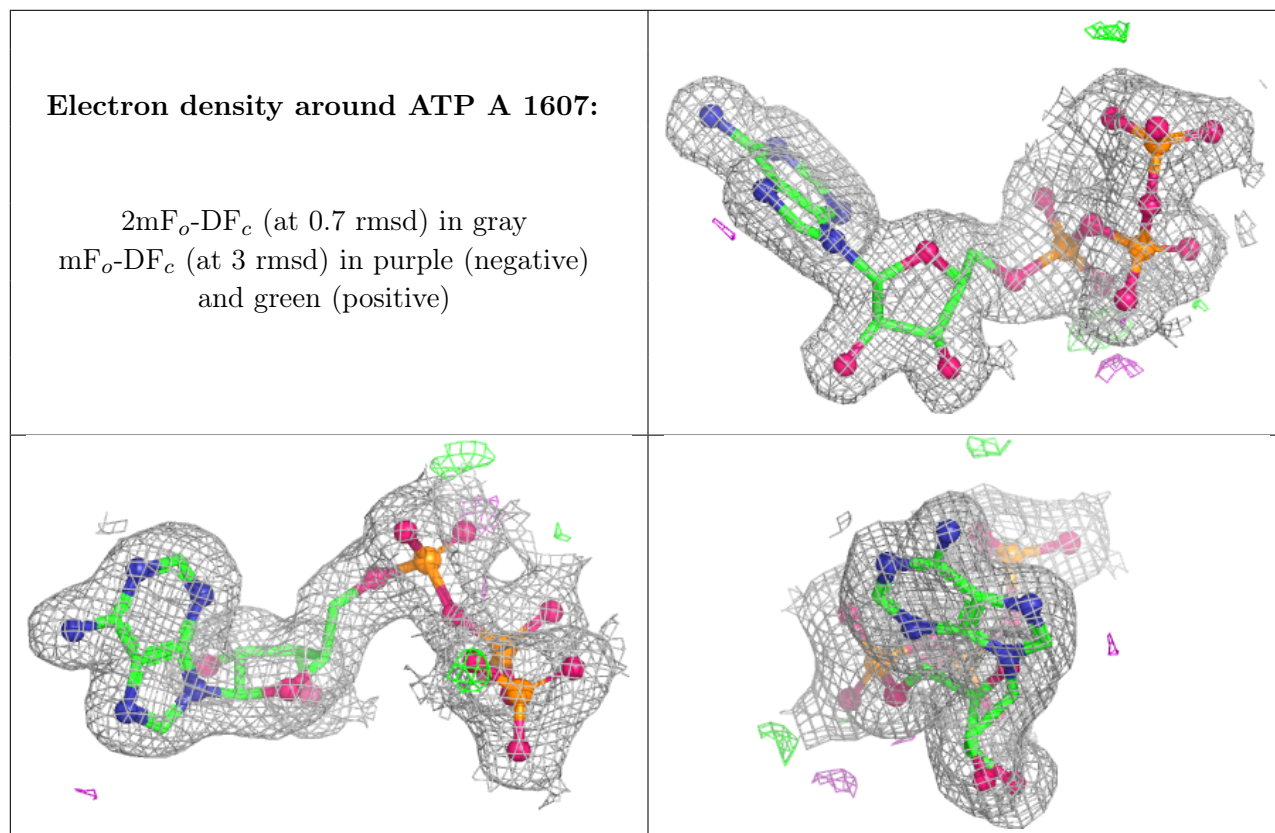 Electron density around ATP A 1607:
2mFo-DFc (at 0.7 rmsd) in gray
mFo-DFc (at 3 rmsd) in purple (negative)
and green (positive)